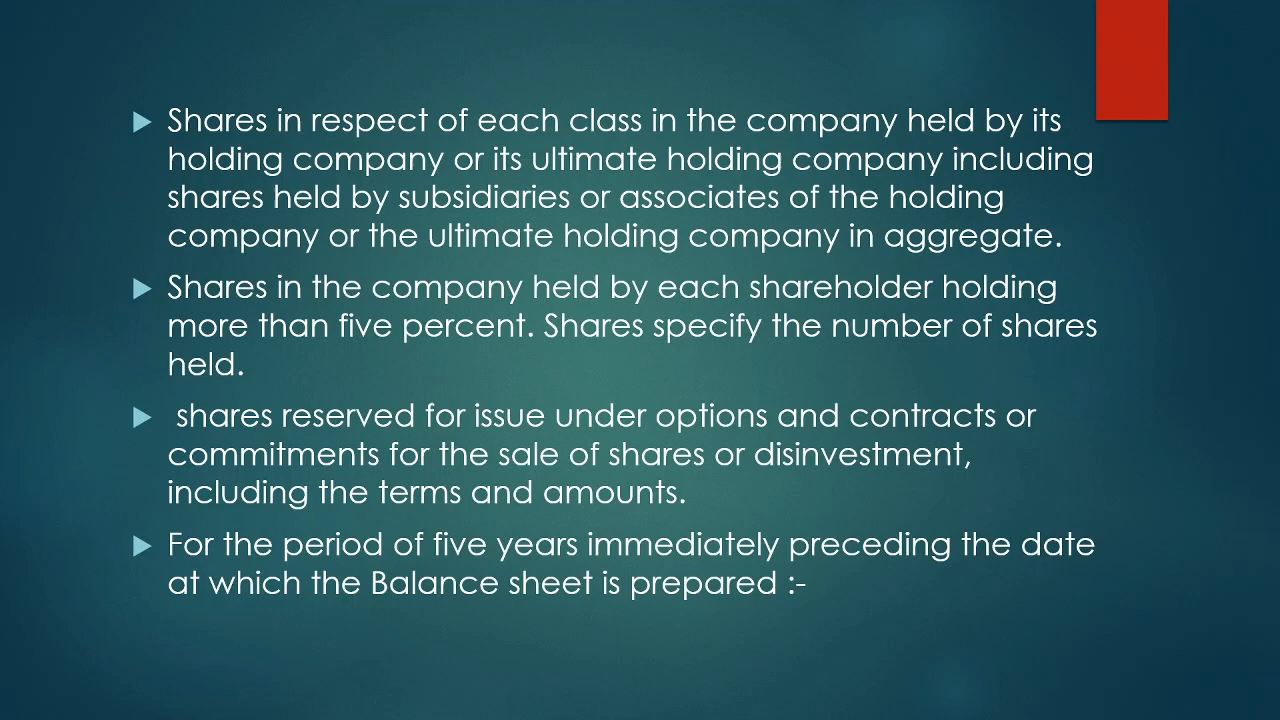 Shares in respect of each class in the company held by its
holding company or its ultimate holding company including
shares held by subsidiaries or associates of the holding
company or the ultimate holding company in aggregate.
Shares in the company held by each shareholder holding
more than five percent. Shares specify the number of shares
held.
shares reserved for issue under options and contracts or
commitments for the sale of shares or disinvestment,
including the terms and amounts.
For the period of five years immediately preceding the date
at which the Balance sheet is prepared :-